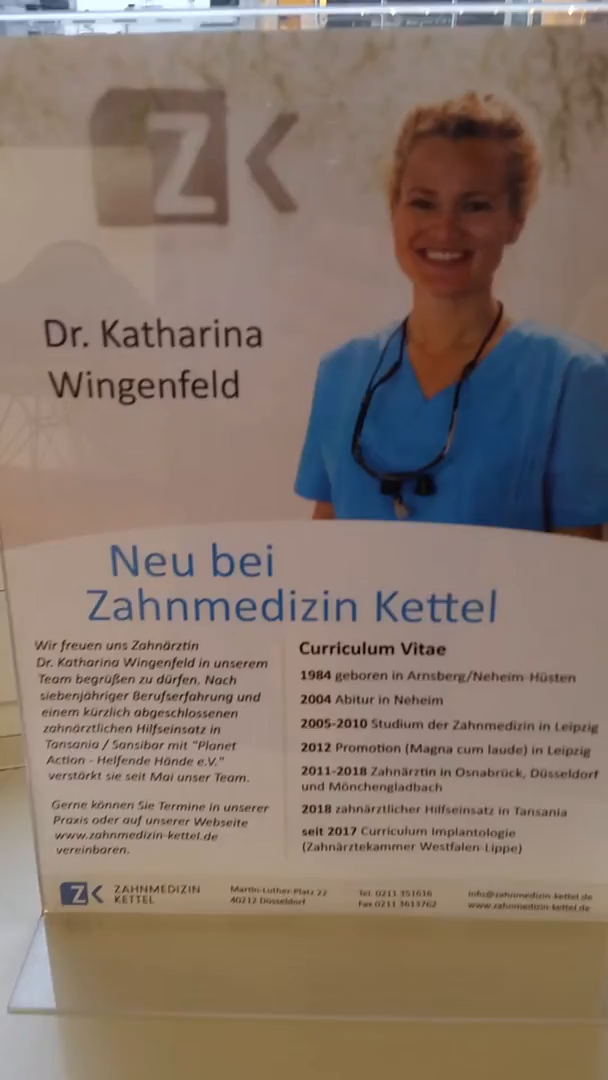 ZK
Dr. Katharina
Wingenfeld
Neu bei
Zahnmedizin Kettel
Wir freuen uns Zahnärztin
Dr. Katharina Wingenfeld in unserem
Team begrüßen zu dürfen. Nach
siebenjähriger Berufserfahrung und
einem kürzlich abgeschlossenen
zahnärztlichen Hilfseinsatz in
Tansania / Sansibar mit "Planet
Action - Helfende Hände e.V."
verstärkt sie seit Mai unser Team.
Gerne können Sie Termine in unserer
Praxis oder auf unserer Webseite
www.zahnmedizin-kettel.de
vereinbaren.
Curriculum Vitae
1984 geboren in Arnsberg/Neheim-Hüsten
2004 Abitur in Neheim
2005-2010 Studium der Zahnmedizin in Leipzig
2012 Promotion (Magna cum laude) in Leipzig
2011-2018 Zahnärztin in Osnabrück, Düsseldorf
und Mönchengladbach
2018 zahnärztlicher Hilfseinsatz in Tansania
seit 2017 Curriculum Implantologie
(Zahnärztekammer Westfalen-Lippe)
ZK ZAHNMEDIZIN
KETTEL
Martin-Luther-Platz 22
40212 Düsseldorf
Tel. 0211 351616
Fax 0211 3613762
info@zahnmedizin-kettel.de
www.zahnmedizin-kettel.de